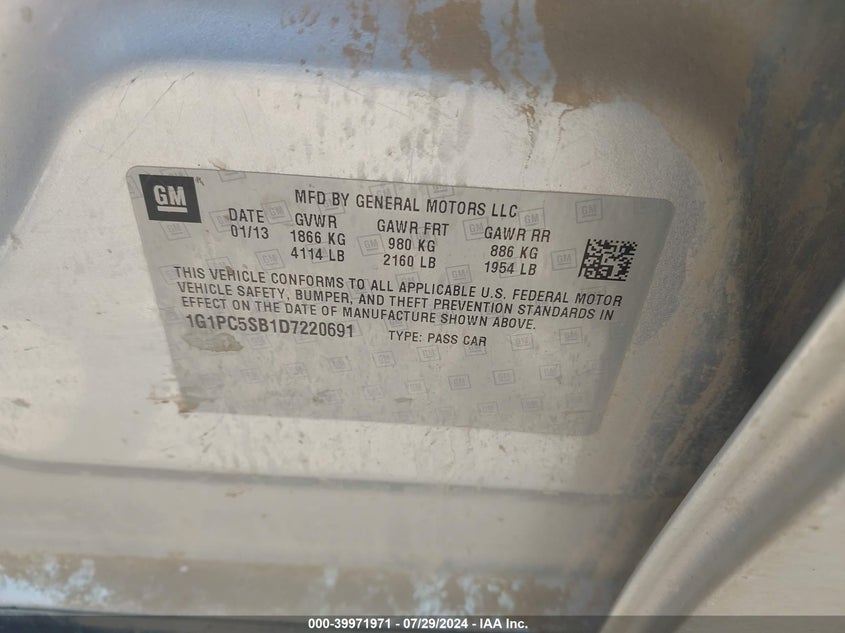 GM
MFD BY GENERAL MOTORS LLC
DATE GVWR GAWR FRT GAWR RR
01/13 1866 KG 980 KG 886 KG
4114 LB 2160 LB 1954 LB
THIS VEHICLE CONFORMS TO ALL APPLICABLE U.S. FEDERAL MOTOR
VEHICLE SAFETY, BUMPER, AND THEFT PREVENTION STANDARDS IN
EFFECT ON THE DATE OF MANUFACTURE SHOWN ABOVE.
1G1PC5SB1D7220691 TYPE: PASS CAR
000-39971971 | 07/29/2024 | © IAA Inc.